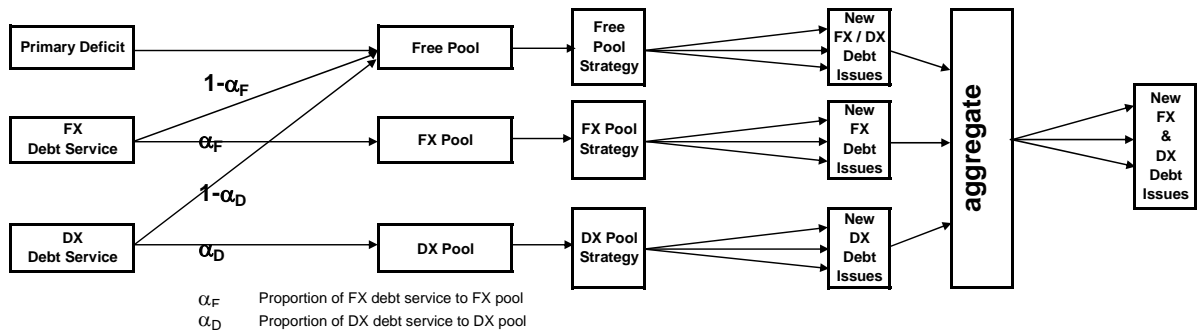 Primary Deficit
Free Pool
Free
Pool
Strategy
New
FX / DX
Debt
Issues
1-αF
FX
Debt Service
αF
FX Pool
FX Pool
Strategy
New
FX
Debt
Issues
1-αD
DX
Debt Service
αD
DX Pool
DX Pool
Strategy
New
DX
Debt
Issues
aggregate
New
FX
&
DX
Debt
Issues
αF Proportion of FX debt service to FX pool
αD Proportion of DX debt service to DX pool